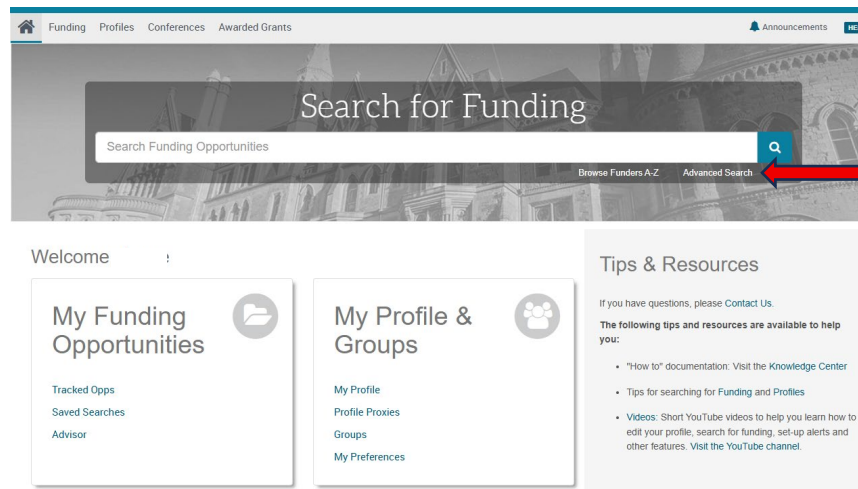 Funding Profiles Conferences Awarded Grants Announcements
Search for Funding
Search Funding Opportunities
Browse Funders A-Z Advanced Search
Welcome
My Funding
Opportunities
Tracked Opps
Saved Searches
Advisor
My Profile &
Groups
My Profile
Profile Proxies
Groups
My Preferences
Tips & Resources
If you have questions, please Contact Us.
The following tips and resources are available to help
you:
• "How to" documentation: Visit the Knowledge Center
• Tips for searching for Funding and Profiles
• Videos: Short YouTube videos to help you learn how to
edit your profile, search for funding, set-up alerts and
other features. Visit the YouTube channel.